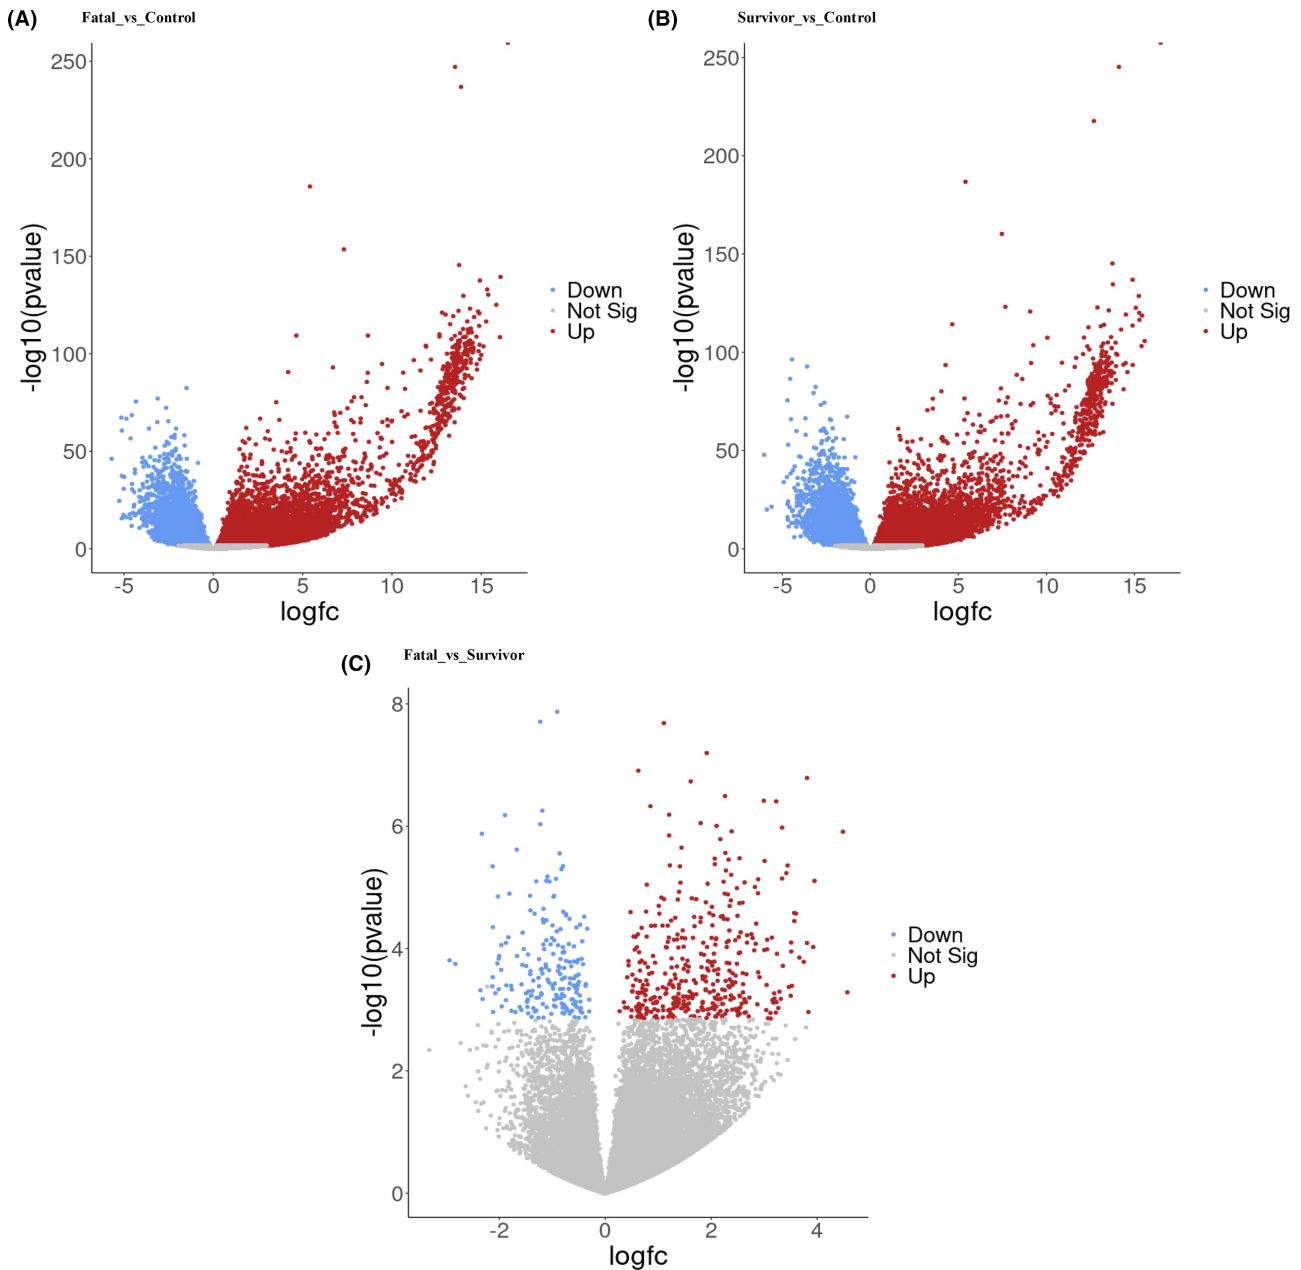 (A) Fatal_vs_Control
250
200
150
100
50
0
-5 0 5 10 15
logfc
-log10(pvalue)
Down
Not Sig
Up
(B) Survivor_vs_Control
250
200
150
100
50
0
-5 0 5 10 15
logfc
-log10(pvalue)
Down
Not Sig
Up
(C) Fatal_vs_Survivor
8
6
4
2
0
-2 0 2 4
logfc
-log10(pvalue)
Down
Not Sig
Up